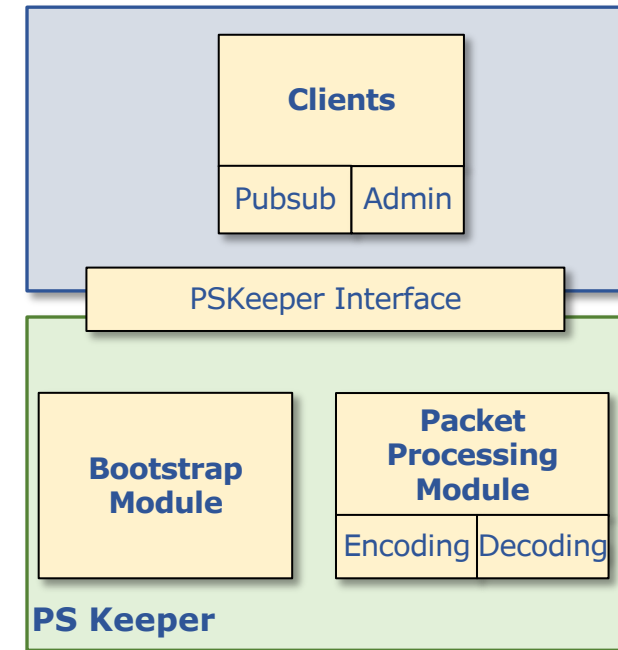 Clients
Pubsub
Admin
PSKeeper Interface
Bootstrap
Module
Packet
Processing
Module
Encoding
Decoding
PS Keeper